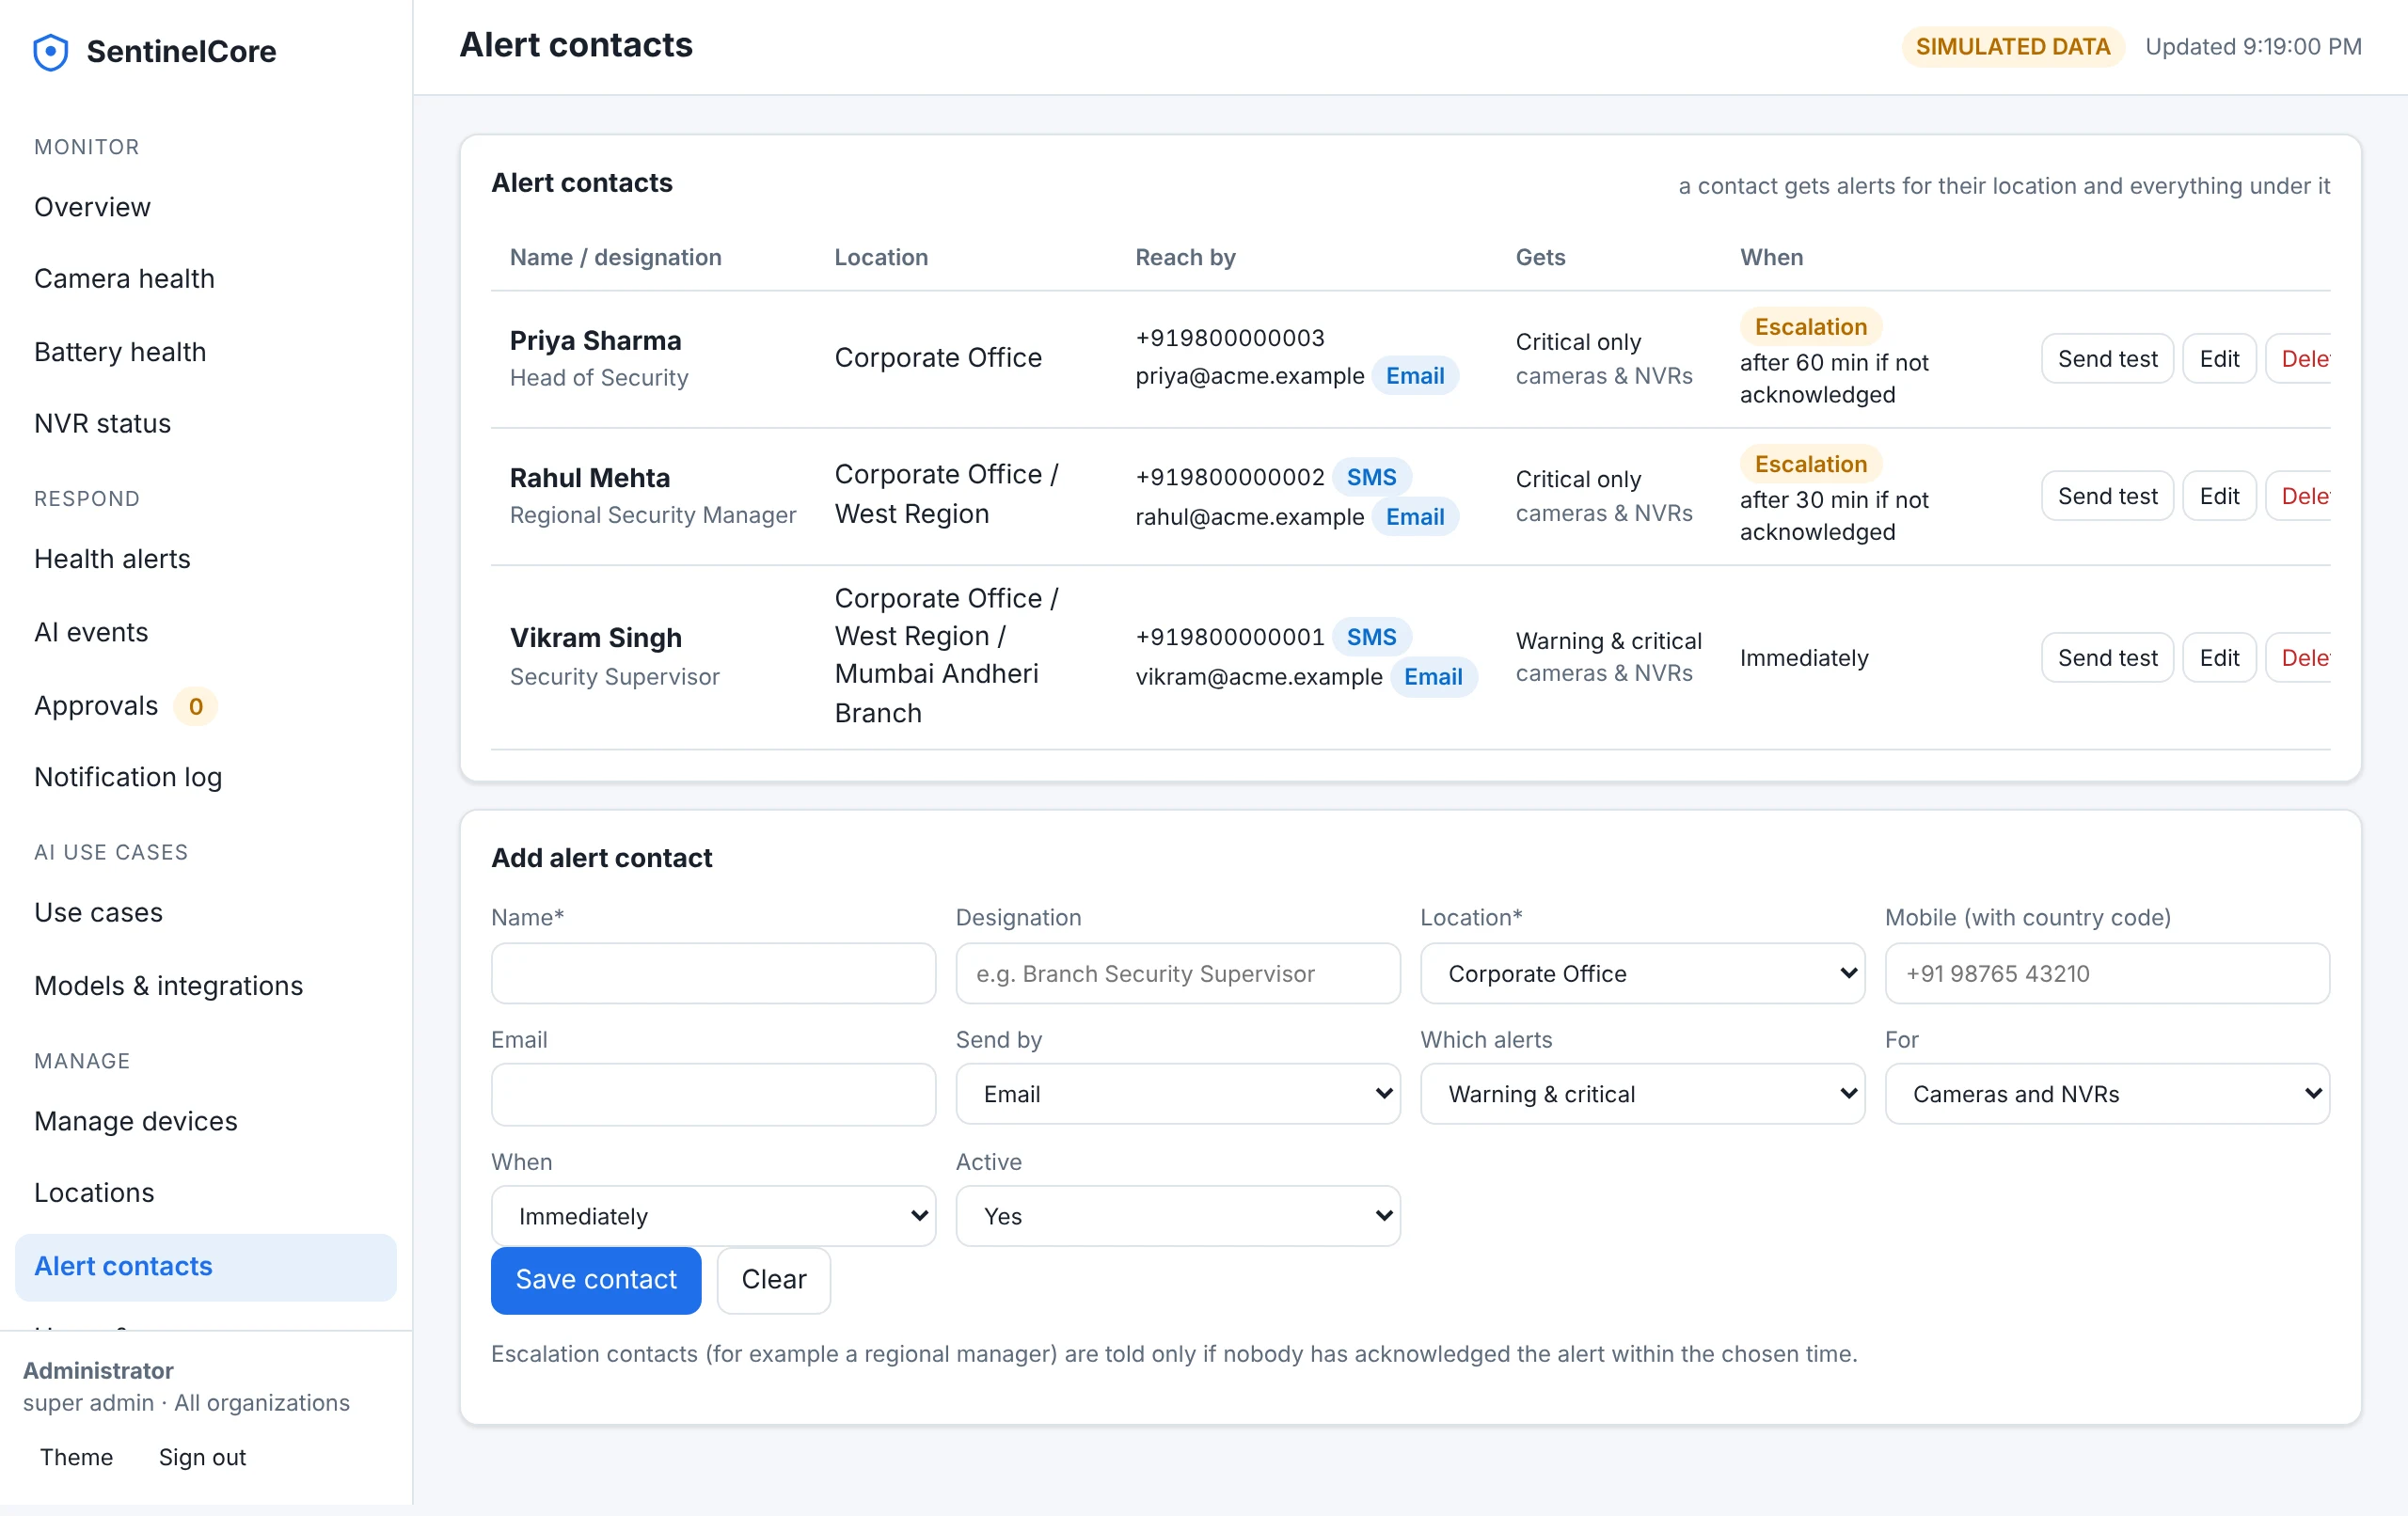 SentinelCore
MONITOR
Overview
Camera health
Battery health
NVR status
RESPOND
Health alerts
AI events
Approvals 0
Notification log
AI USE CASES
Use cases
Models & integrations
MANAGE
Manage devices
Locations
Alert contacts
Administrator
super admin · All organizations
Theme Sign out
Alert contacts
SIMULATED DATA Updated 9:19:00 PM
Alert contacts
a contact gets alerts for their location and everything under it
Name / designation Location Reach by Gets When
Priya Sharma
Head of Security
Corporate Office
+919800000003
priya@acme.example Email
Critical only
cameras & NVRs
Escalation
after 60 min if not
acknowledged
Send test Edit Dele
Rahul Mehta
Regional Security Manager
Corporate Office /
West Region
+919800000002 SMS
rahul@acme.example Email
Critical only
cameras & NVRs
Escalation
after 30 min if not
acknowledged
Send test Edit Dele
Vikram Singh
Security Supervisor
Corporate Office /
West Region /
Mumbai Andheri
Branch
+919800000001 SMS
vikram@acme.example Email
Warning & critical
cameras & NVRs
Immediately
Send test Edit Dele
Add alert contact
Name* Designation Location* Mobile (with country code)
e.g. Branch Security Supervisor Corporate Office +91 98765 43210
Email Send by Which alerts For
Email Warning & critical Cameras and NVRs
When Active
Immediately Yes
Save contact Clear
Escalation contacts (for example a regional manager) are told only if nobody has acknowledged the alert within the chosen time.